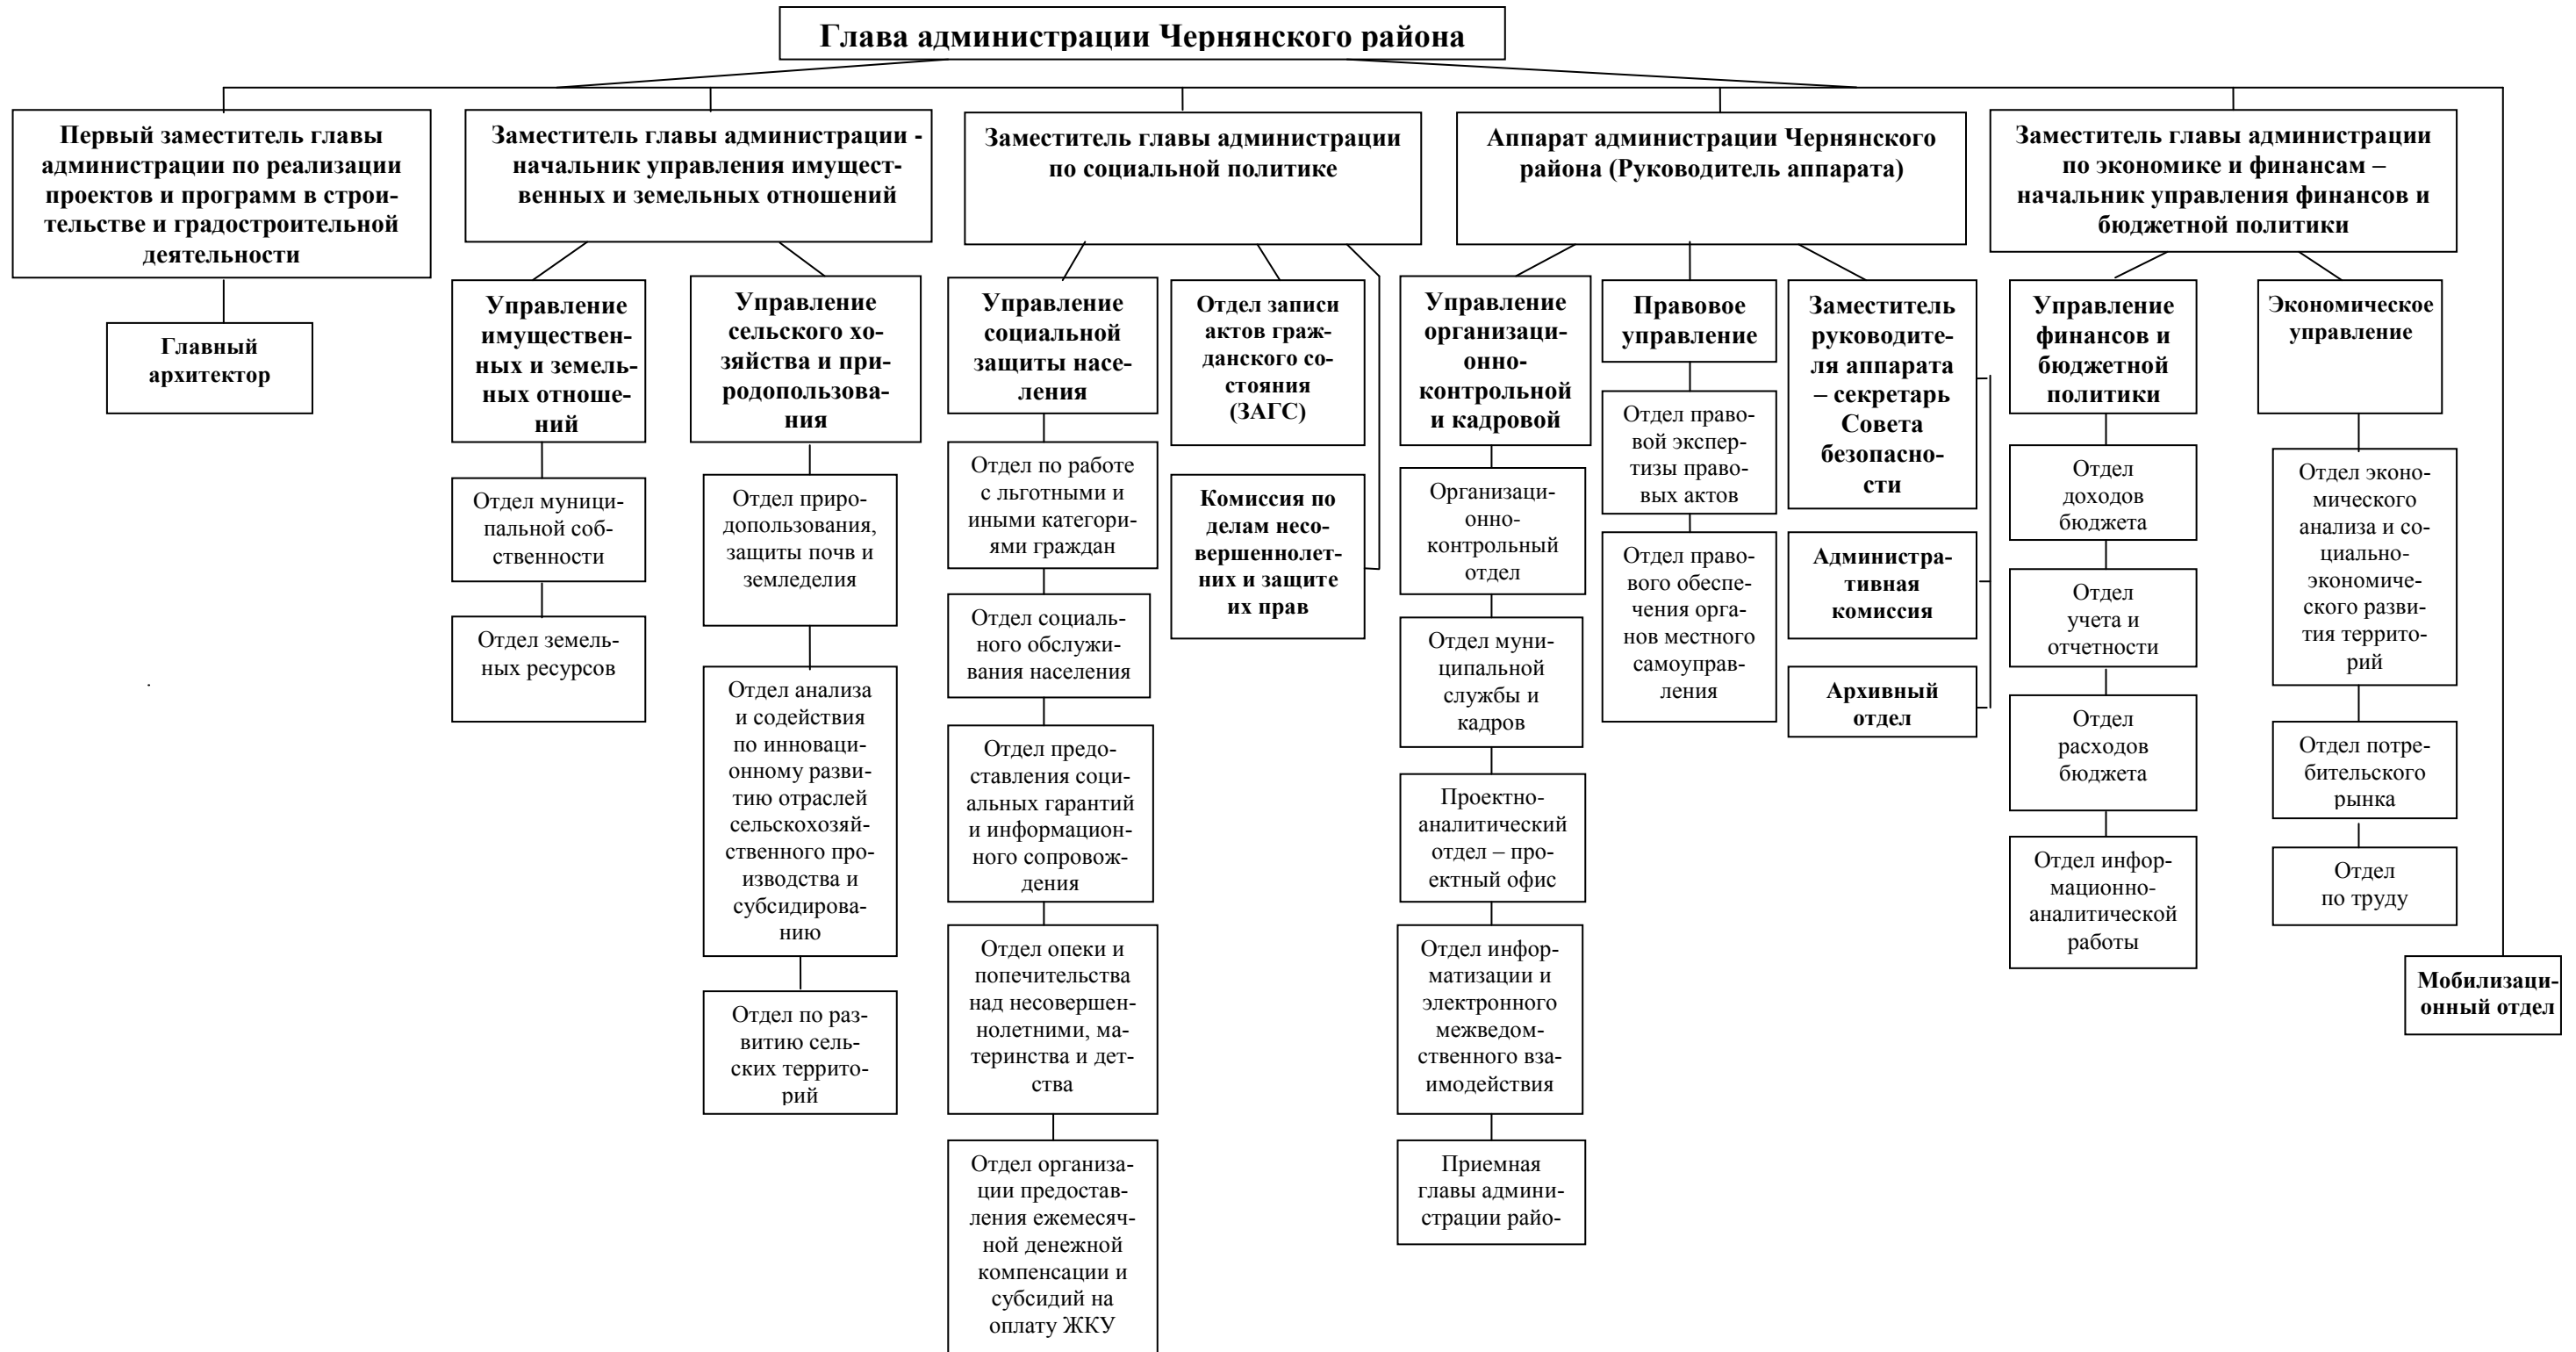 Глава администрации Чернянского района
Первый заместитель главы
администрации по реализации
проектов и программ в строи-
тельстве и градостроительной
деятельности
Заместитель главы администрации -
начальник управления имущест-
венных и земельных отношений
Заместитель главы администрации
по социальной политике
Аппарат администрации Чернянского
района (Руководитель аппарата)
Заместитель главы администрации
по экономике и финансам –
начальник управления финансов и
бюджетной политики
Главный
архитектор
Управление
имуществен-
ных и земель-
ных отноше-
ний
Отдел муници-
пальной соб-
ственности
Отдел земель-
ных ресурсов
Управление
сельского хо-
зяйства и при-
родопользова-
ния
Отдел приро-
допользования,
защиты почв и
земледелия
Отдел анализа
и содействия
по инноваци-
онному разви-
тию отраслей
сельскохозяй-
ственного про-
изводства и
субсидирова-
нию
Отдел по раз-
витию сель-
ских террито-
рий
Управление
социальной
защиты насе-
ления
Отдел по работе
с льготными и
иными категори-
ями граждан
Отдел социаль-
ного обслужи-
вания населения
Отдел предо-
ставления соци-
альных гарантий
и информацион-
ного сопровож-
дения
Отдел опеки и
попечительства
над несовершен-
нолетними, ма-
теринства и дет-
ства
Отдел организа-
ции предостав-
ления ежемесяч-
ной денежной
компенсации и
субсидий на
оплату ЖКУ
Отдел записи
актов граж-
данского со-
стояния
(ЗАГС)
Комиссия по
делам несо-
вершеннолет-
них и защите
их прав
Управление
организаци-
онно-
контрольной
и кадровой
Организаци-
онно-
контрольный
отдел
Отдел муни-
ципальной
службы и
кадров
Проектно-
аналитический
отдел – про-
ектный офис
Отдел инфор-
матизации и
электронного
межведом-
ственного вза-
имодействия
Приемная
главы админи-
страции райо-
Правовое
управление
Отдел право-
вой экспер-
тизы право-
вых актов
Отдел право-
вого обеспе-
чения орга-
нов местного
самоуправ-
ления
Заместитель
руководите-
ля аппарата
– секретарь
Совета
безопасно-
сти
Администра-
тивная
комиссия
Архивный
отдел
Управление
финансов и
бюджетной
политики
Отдел
доходов
бюджета
Отдел
учета и
отчетности
Отдел
расходов
бюджета
Отдел инфор-
мационно-
аналитической
работы
Экономическое
управление
Отдел эконо-
мического
анализа и со-
циально-
экономиче-
ского разви-
тия террито-
рий
Отдел потре-
бительского
рынка
Отдел
по труду
Мобилизаци-
онный отдел